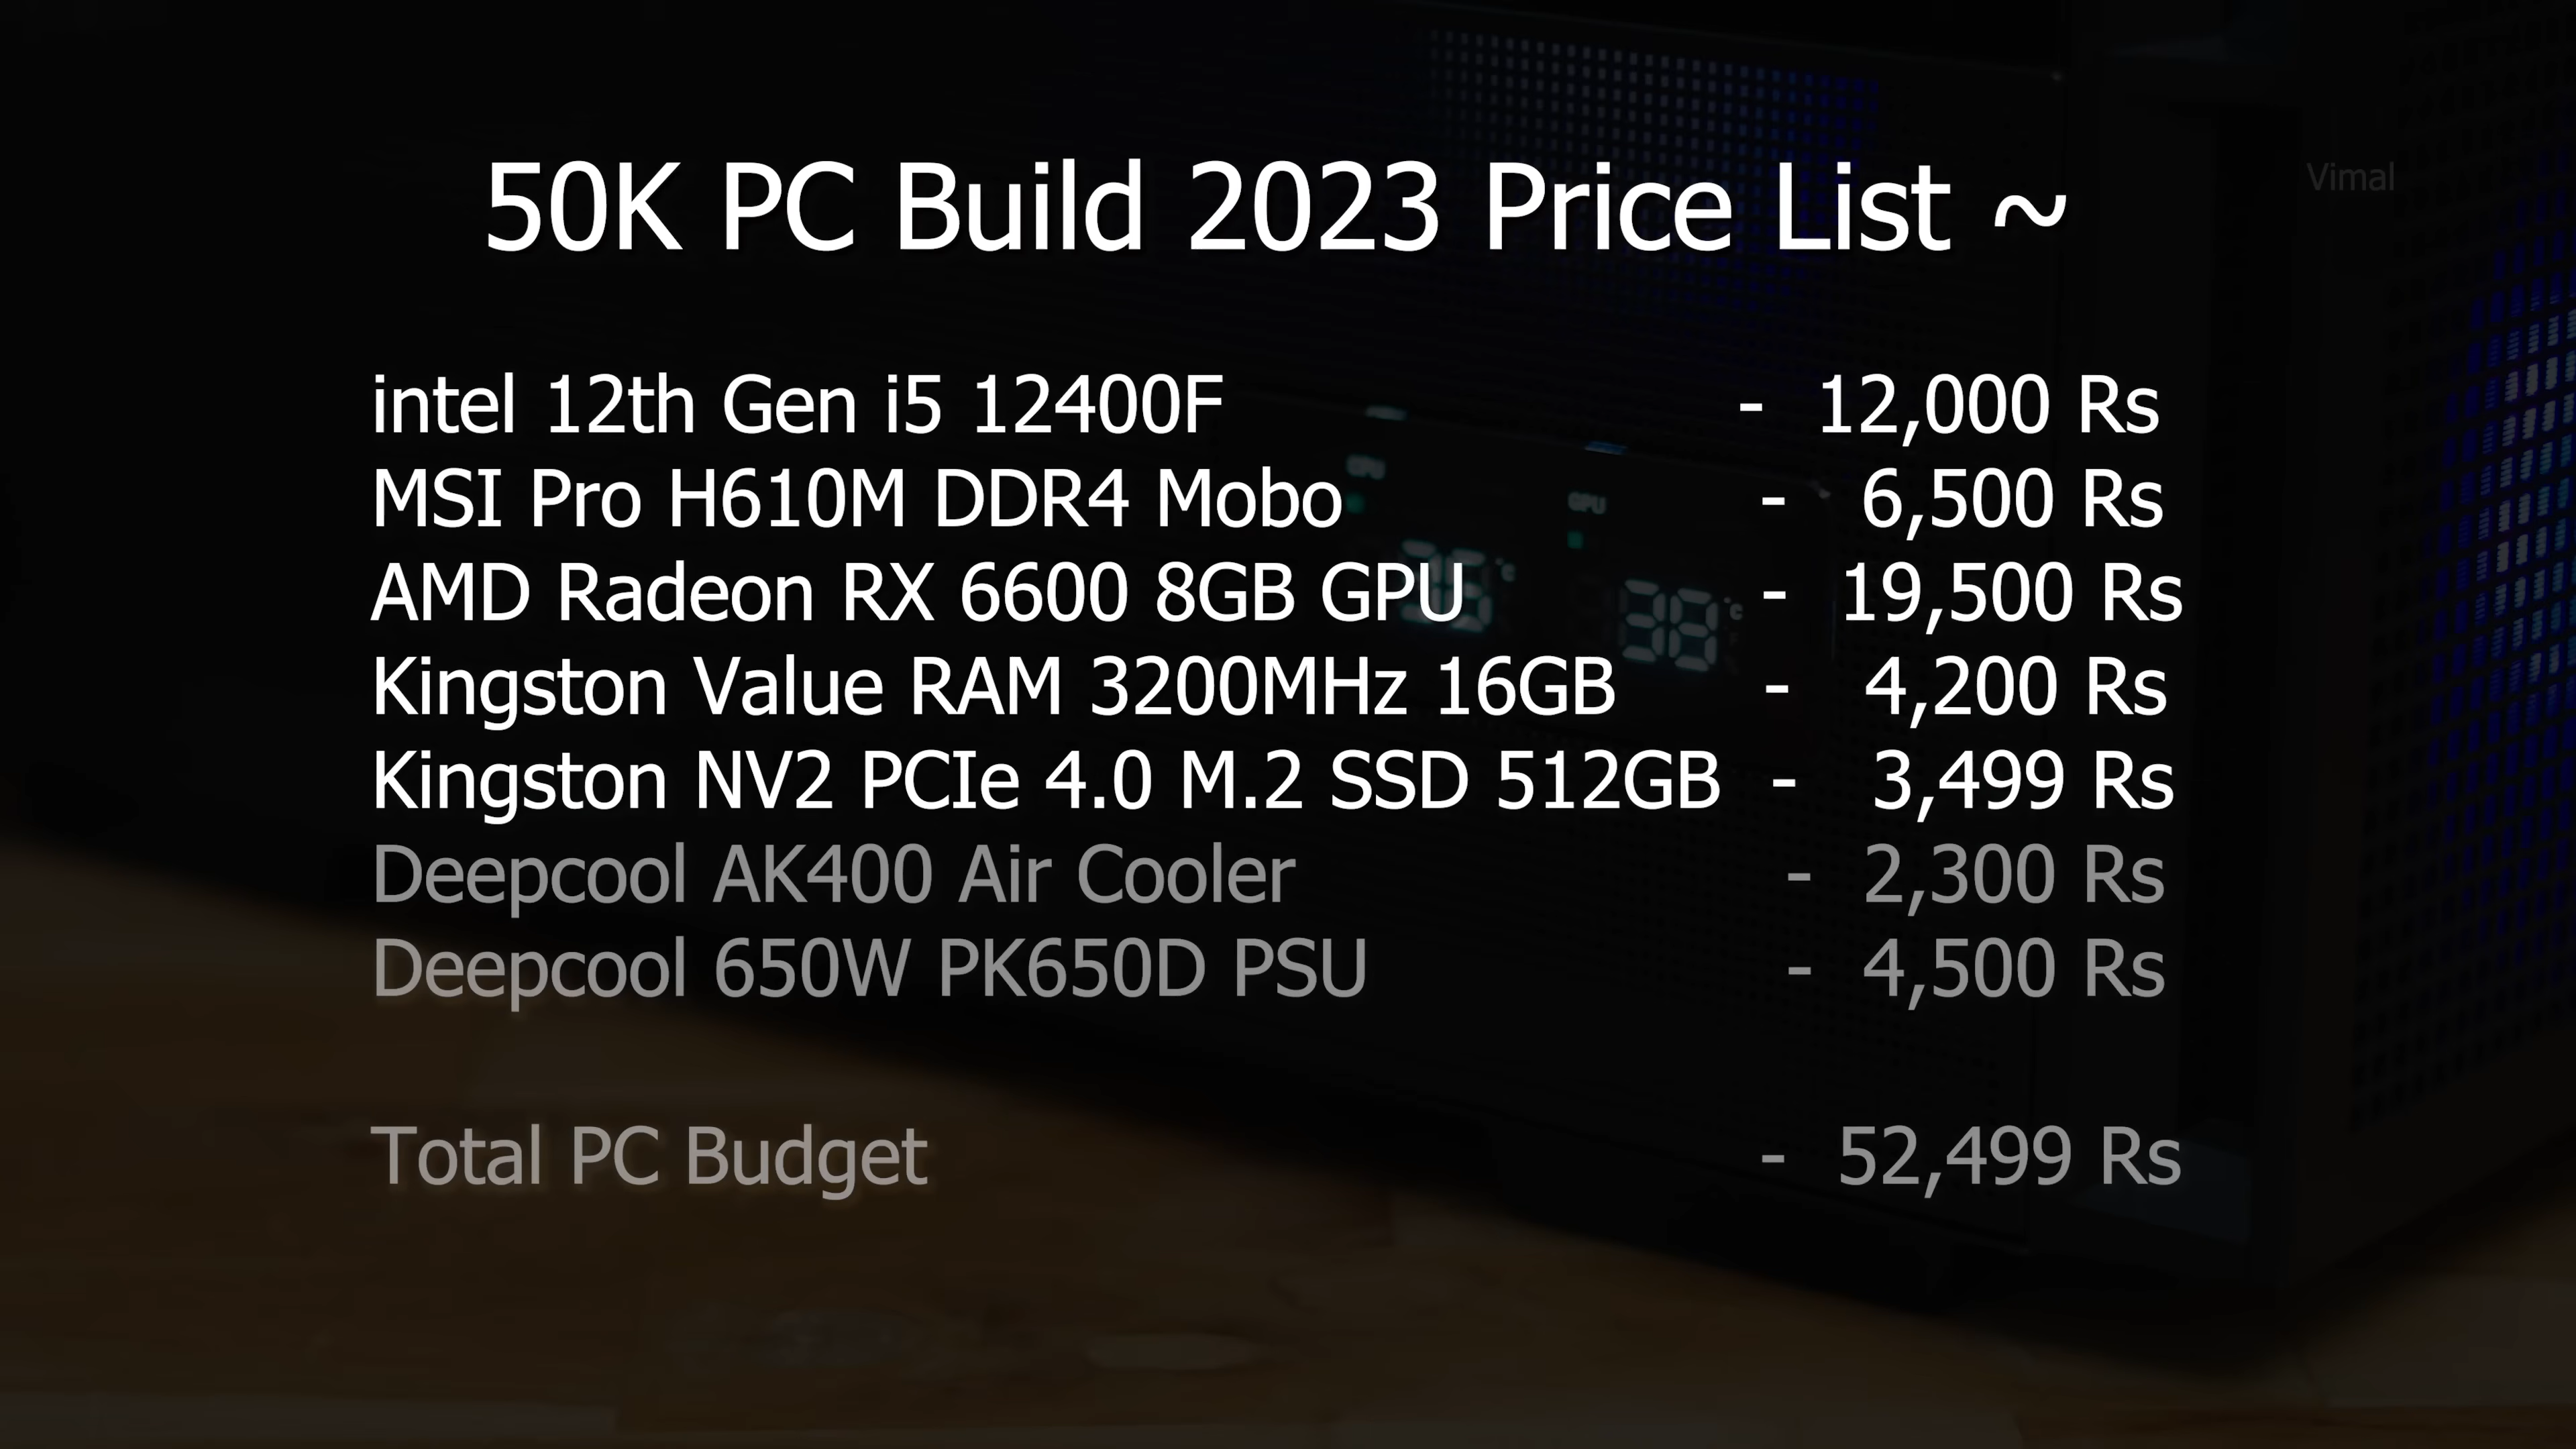 50K PC Build 2023 Price List ~
Vimal
intel 12th Gen i5 12400F - 12,000 Rs
MSI Pro H610M DDR4 Mobo - 6,500 Rs
AMD Radeon RX 6600 8GB GPU - 19,500 Rs
Kingston Value RAM 3200MHz 16GB - 4,200 Rs
Kingston NV2 PCIe 4.0 M.2 SSD 512GB - 3,499 Rs
Deepcool AK400 Air Cooler - 2,300 Rs
Deepcool 650W PK650D PSU - 4,500 Rs
Total PC Budget - 52,499 Rs
CPU
GPU
38 °C